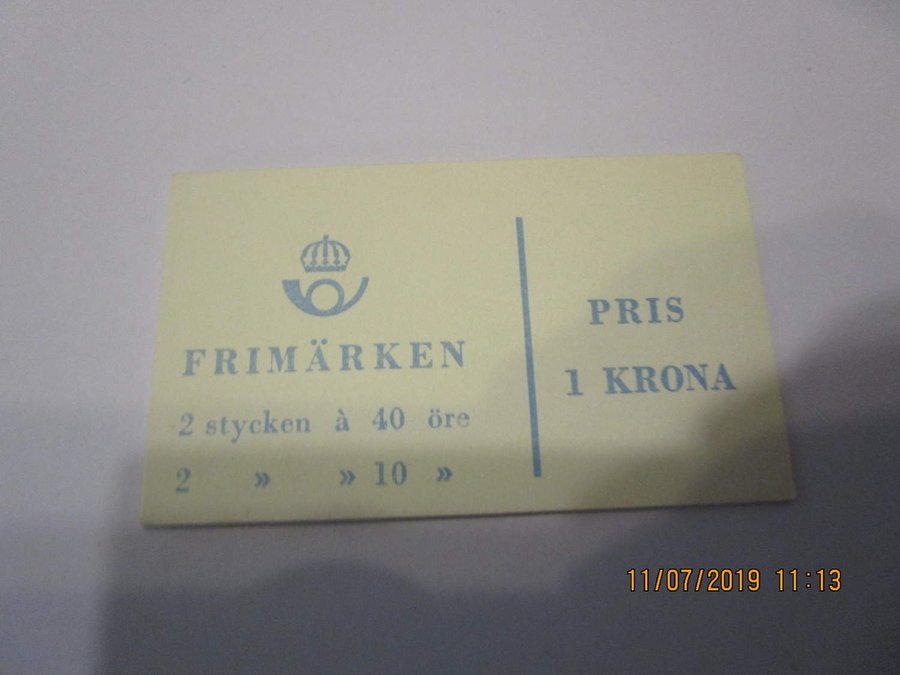 FRIMÄRKEN
2 stycken à 40 öre
2 » » 10 »
PRIS
1 KRONA
11/07/2019 11:13